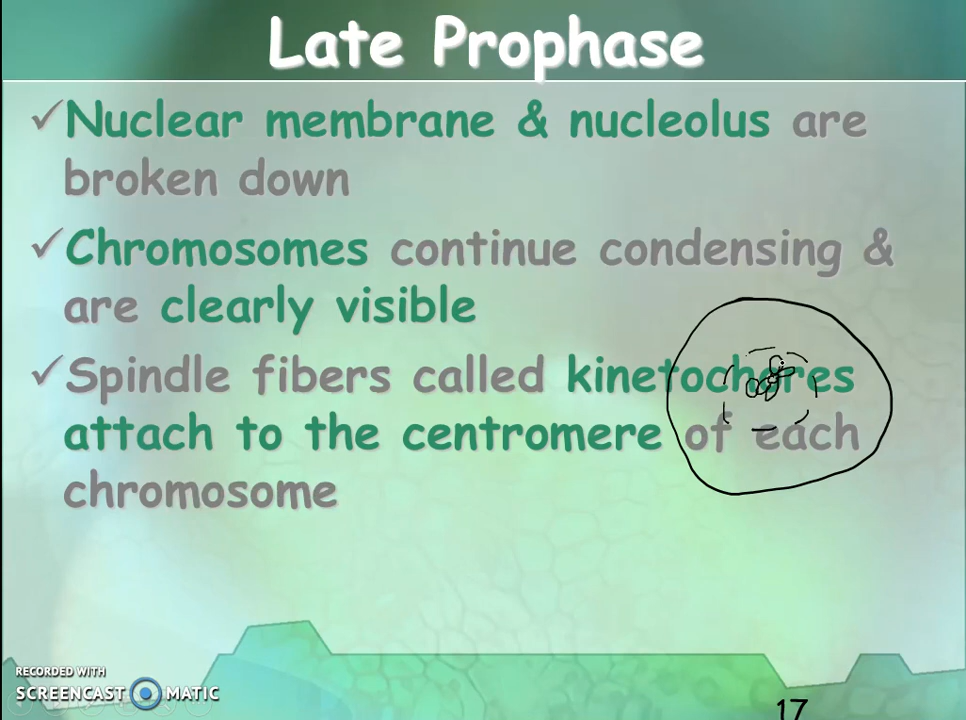 Late Prophase
✓Nuclear membrane & nucleolus are
broken down
✓Chromosomes continue condensing &
are clearly visible
✓Spindle fibers called kinetochores
attach to the centromere of each
chromosome
RECORDED WITH
SCREENCAST MATIC
17